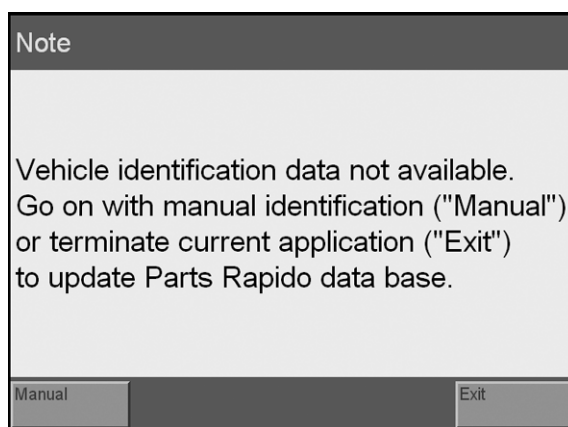 Note
Vehicle identification data not available.
Go on with manual identification ("Manual")
or terminate current application ("Exit")
to update Parts Rapido data base.
Manual
Exit